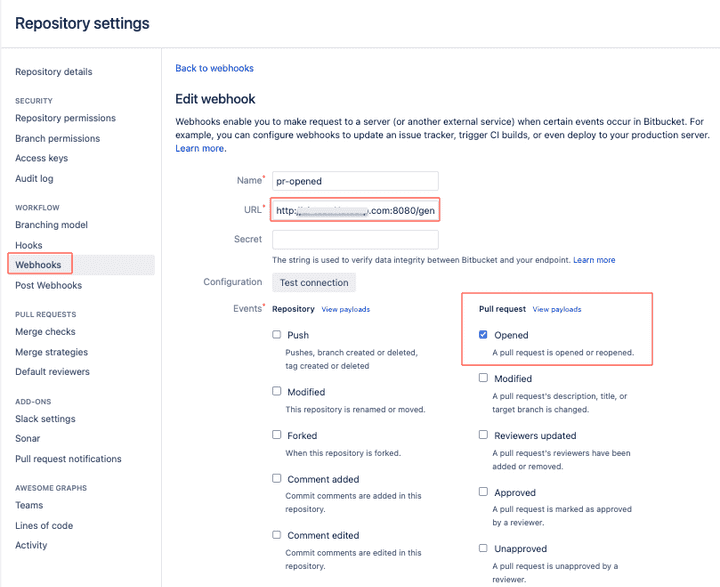 Repository settings
Repository details
SECURITY
Repository permissions
Branch permissions
Access keys
Audit log
WORKFLOW
Branching model
Hooks
Webhooks
Post Webhooks
PULL REQUESTS
Merge checks
Merge strategies
Default reviewers
ADD-ONS
Slack settings
Sonar
Pull request notifications
AWESOME GRAPHS
Teams
Lines of code
Activity
Back to webhooks
Edit webhook
Webhooks enable you to make request to a server (or another external service) when certain events occur in Bitbucket. For
example, you can configure webhooks to update an issue tracker, trigger CI builds, or even deploy to your production server.
Learn more.
Name* pr-opened
URL* http:/ .com:8080/gen
Secret
The string is used to verify data integrity between Bitbucket and your endpoint. Learn more
Configuration Test connection
Events* Repository View payloads
Push
Pushes, branch created or deleted,
tag created or deleted
Modified
This repository is renamed or moved.
Forked
When this repository is forked.
Comment added
Commit comments are added in this
repository.
Comment edited
Commit comments are edited in this
repository.
Pull request View payloads
Opened
A pull request is opened or reopened.
Modified
A pull request's description, title, or
target branch is changed.
Reviewers updated
A pull request's reviewers have been
added or removed.
Approved
A pull request is marked as approved
by a reviewer.
Unapproved
A pull request is unapproved by a
reviewer.